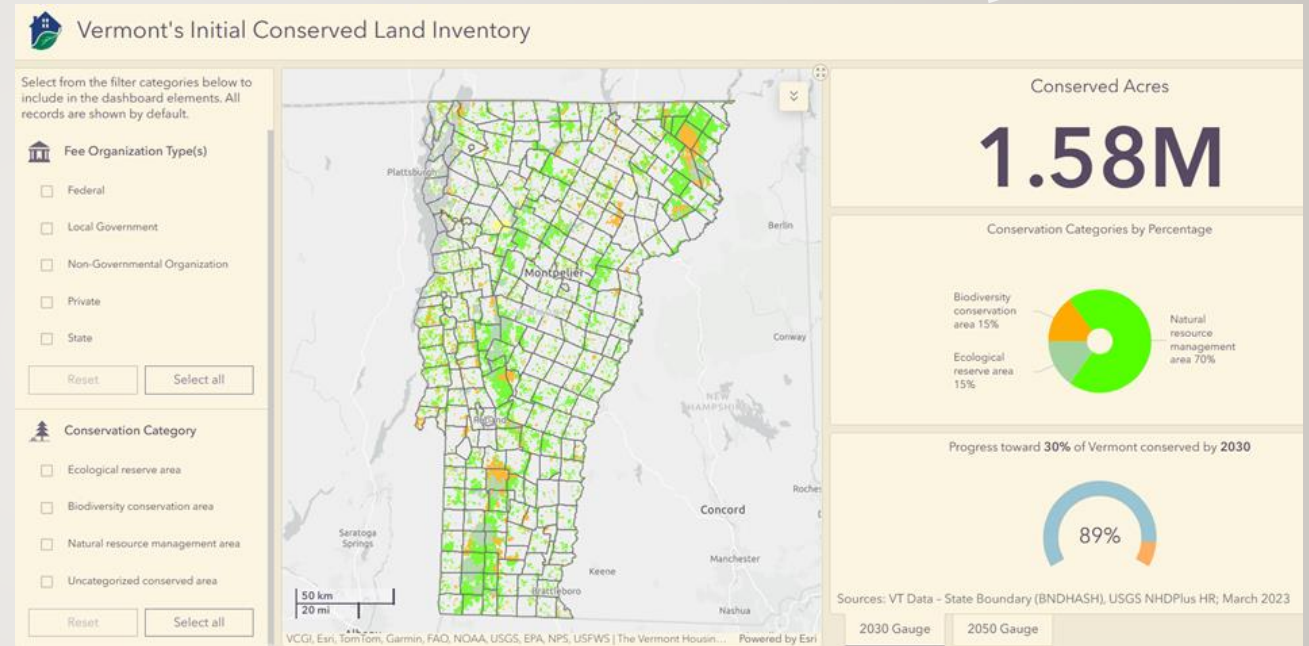 Vermont's Initial Conserved Land Inventory
Select from the filter categories below to
include in the dashboard elements. All
records are shown by default.
Fee Organization Type(s)
Federal
Local Government
Non-Governmental Organization
Private
State
Reset
Select all
Conservation Category
Ecological reserve area
Biodiversity conservation area
Natural resource management area
Uncategorized conserved area
Reset
Select all
Plattsburgh
Berlin
Montpelier
Conway
NEW
HAMPSHIRE
Rutland
Concord
Saratoga
Springs
Manchester
Keene
Brattleboro
Nashua
50 km
20 mi
VCGI, Esri, TomTom, Garmin, FAO, NOAA, USGS, EPA, NPS, USFWS | The Vermont Housin... Powered by Esri
Conserved Acres
1.58M
Conservation Categories by Percentage
Biodiversity
conservation
area 15%
Ecological
reserve area
15%
Natural
resource
management
area 70%
Progress toward 30% of Vermont conserved by 2030
89%
Sources: VT Data – State Boundary (BNDHASH), USGS NHDPlus HR; March 2023
2030 Gauge
2050 Gauge